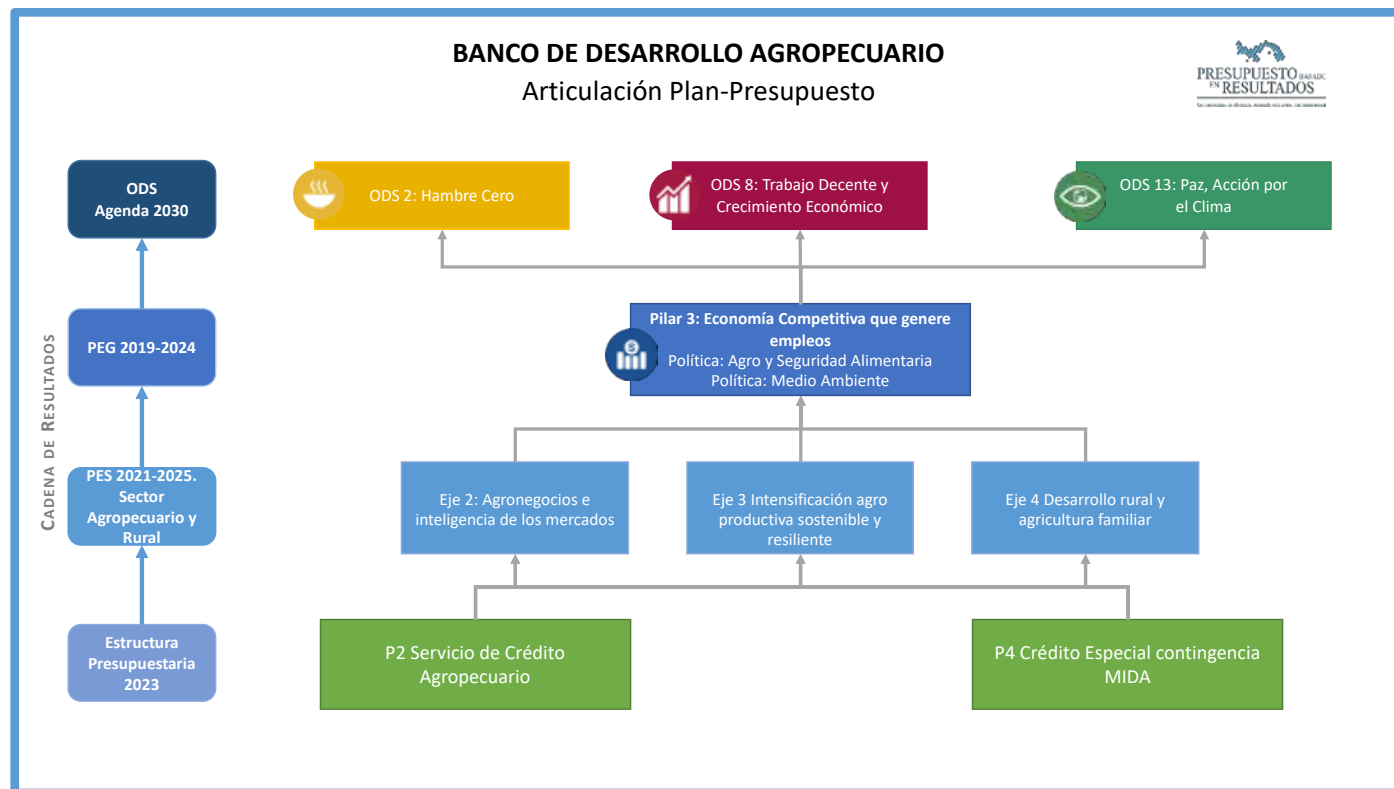 BANCO DE DESARROLLO AGROPECUARIO
Articulación Plan-Presupuesto
PRESUPUESTO BASADO
EN RESULTADOS
CADENA DE RESULTADOS
ODS
Agenda 2030
ODS 2: Hambre Cero
ODS 8: Trabajo Decente y
Crecimiento Económico
ODS 13: Paz, Acción por
el Clima
PEG 2019-2024
Pilar 3: Economía Competitiva que genere
empleos
Política: Agro y Seguridad Alimentaria
Política: Medio Ambiente
PES 2021-2025.
Sector
Agropecuario y
Rural
Eje 2: Agronegocios e
inteligencia de los mercados
Eje 3 Intensificación agro
productiva sostenible y
resiliente
Eje 4 Desarrollo rural y
agricultura familiar
Estructura
Presupuestaria
2023
P2 Servicio de Crédito
Agropecuario
P4 Crédito Especial contingencia
MIDA